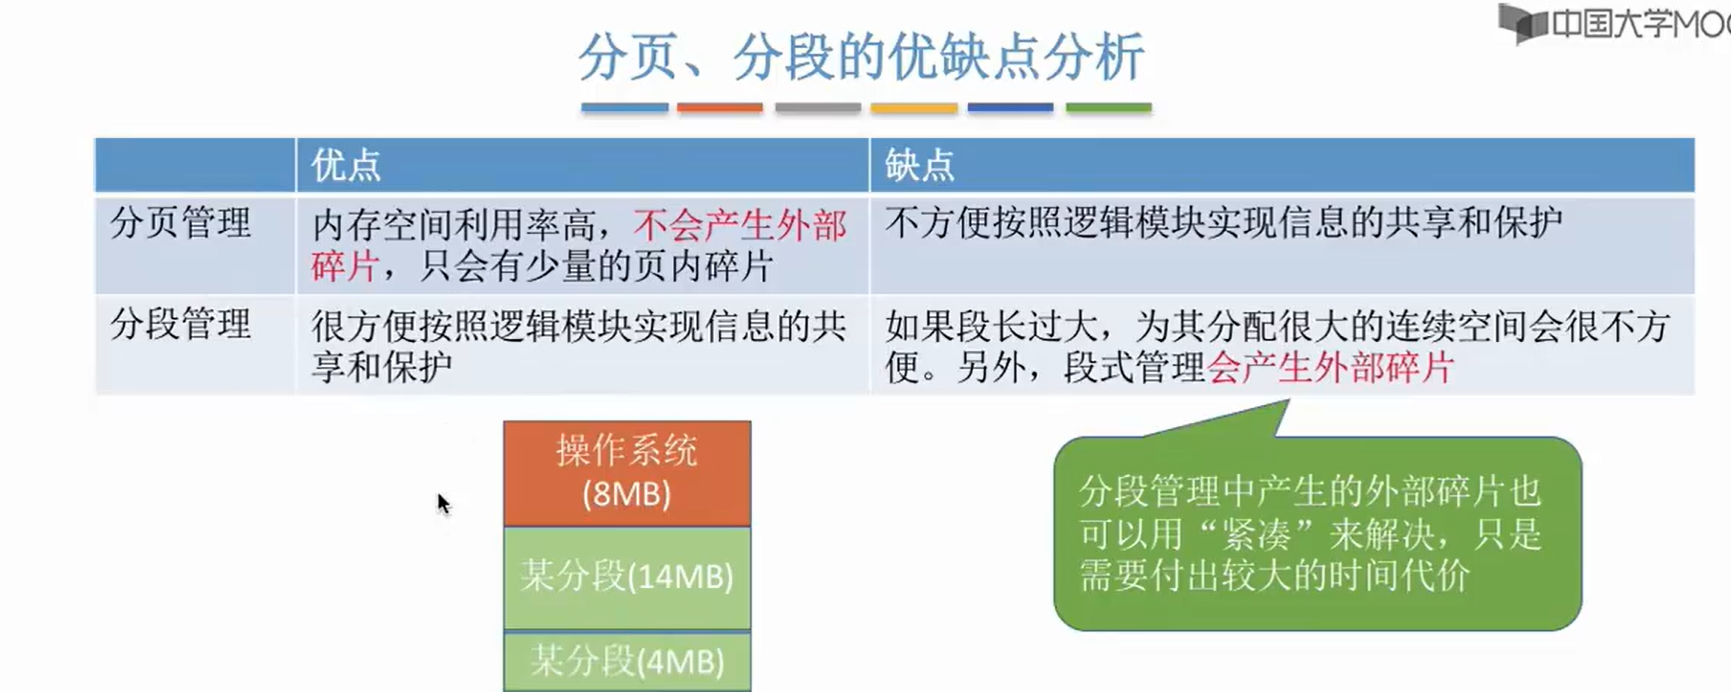 中国大学MOO
分页、分段的优缺点分析
优点
缺点
分页管理
内存空间利用率高，不会产生外部
碎片，只会有少量的页内碎片
不方便按照逻辑模块实现信息的共享和保护
分段管理
很方便按照逻辑模块实现信息的共
享和保护
如果段长过大，为其分配很大的连续空间会很不方
便。另外，段式管理会产生外部碎片
操作系统
(8MB)
某分段(14MB)
某分段(4MB)
分段管理中产生的外部碎片也
可以用“紧凑”来解决，只是
需要付出较大的时间代价